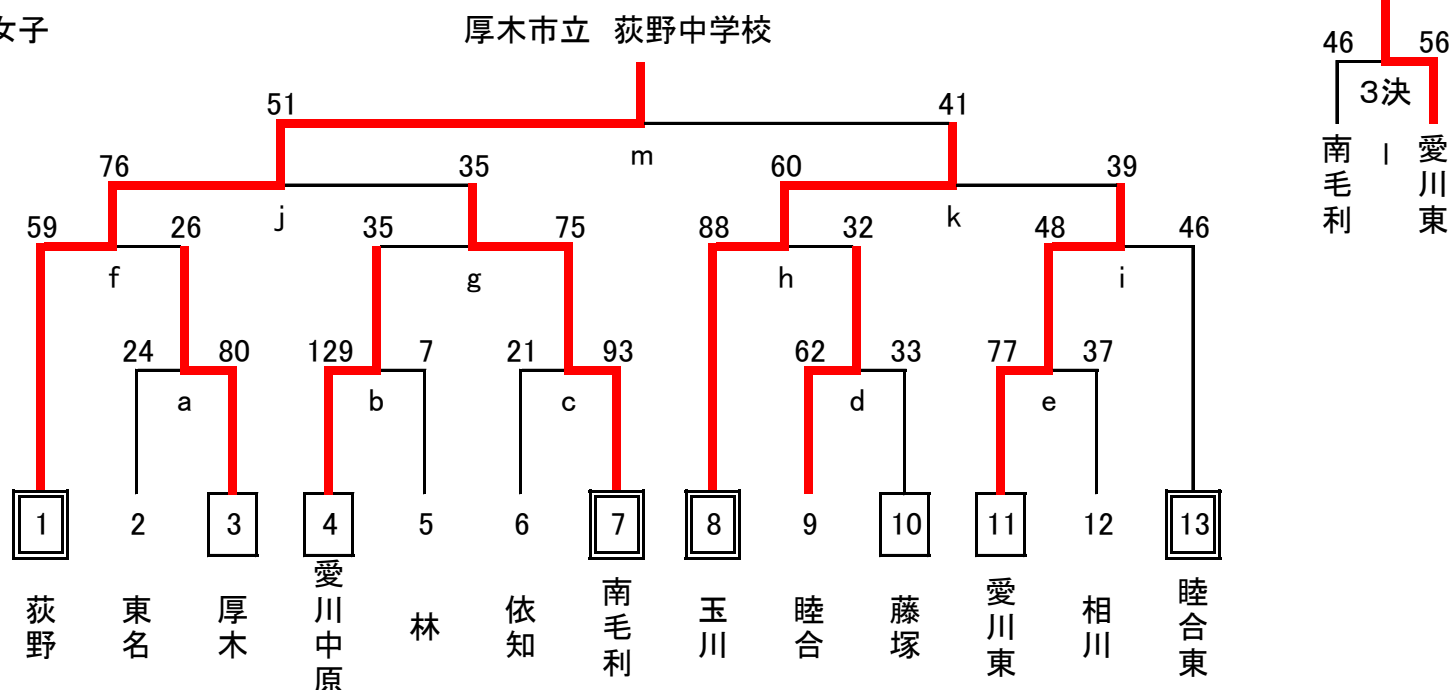 女子
厚木市立 荻野中学校
46 56
3決
南毛利
l
愛川東
51 41
m
76 35 60 39
j k
59 26 35 75 88 32 48 46
f g h i
24 80 129 7 21 93 62 33 77 37
a b c d e
1 2 3 4 5 6 7 8 9 10 11 12 13
荻野
東名
厚木
愛川中原
林
依知
南毛利
玉川
睦合
藤塚
愛川東
相川
睦合東